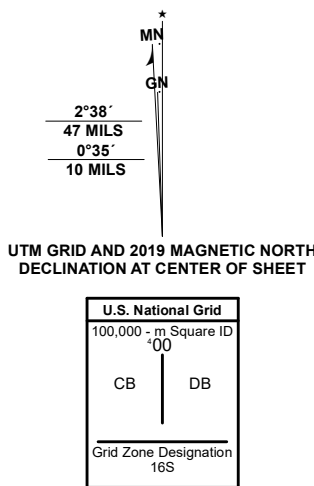 ★
MN
GN
2°38´
47 MILS
0°35´
10 MILS
UTM GRID AND 2019 MAGNETIC NORTH
DECLINATION AT CENTER OF SHEET
U.S. National Grid
100,000 - m Square ID
⁴00
CB DB
Grid Zone Designation
16S